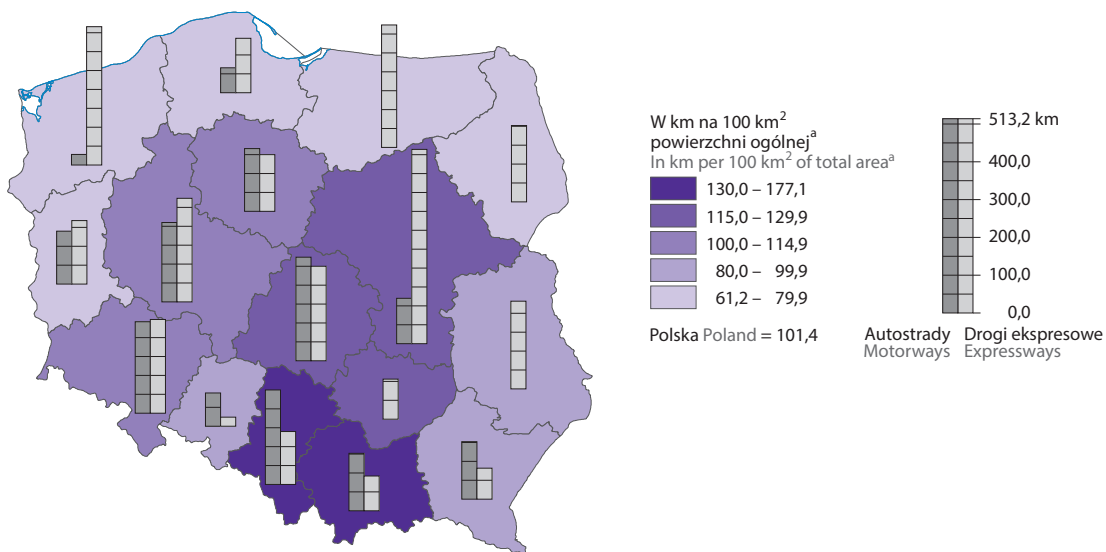 W km na 100 km²
powierzchni ogólnejᵃ
In km per 100 km² of total areaᵃ
130,0 – 177,1
115,0 – 129,9
100,0 – 114,9
80,0 – 99,9
61,2 – 79,9
Polska Poland = 101,4
513,2 km
400,0
300,0
200,0
100,0
0,0
Autostrady Drogi ekspresowe
Motorways Expressways